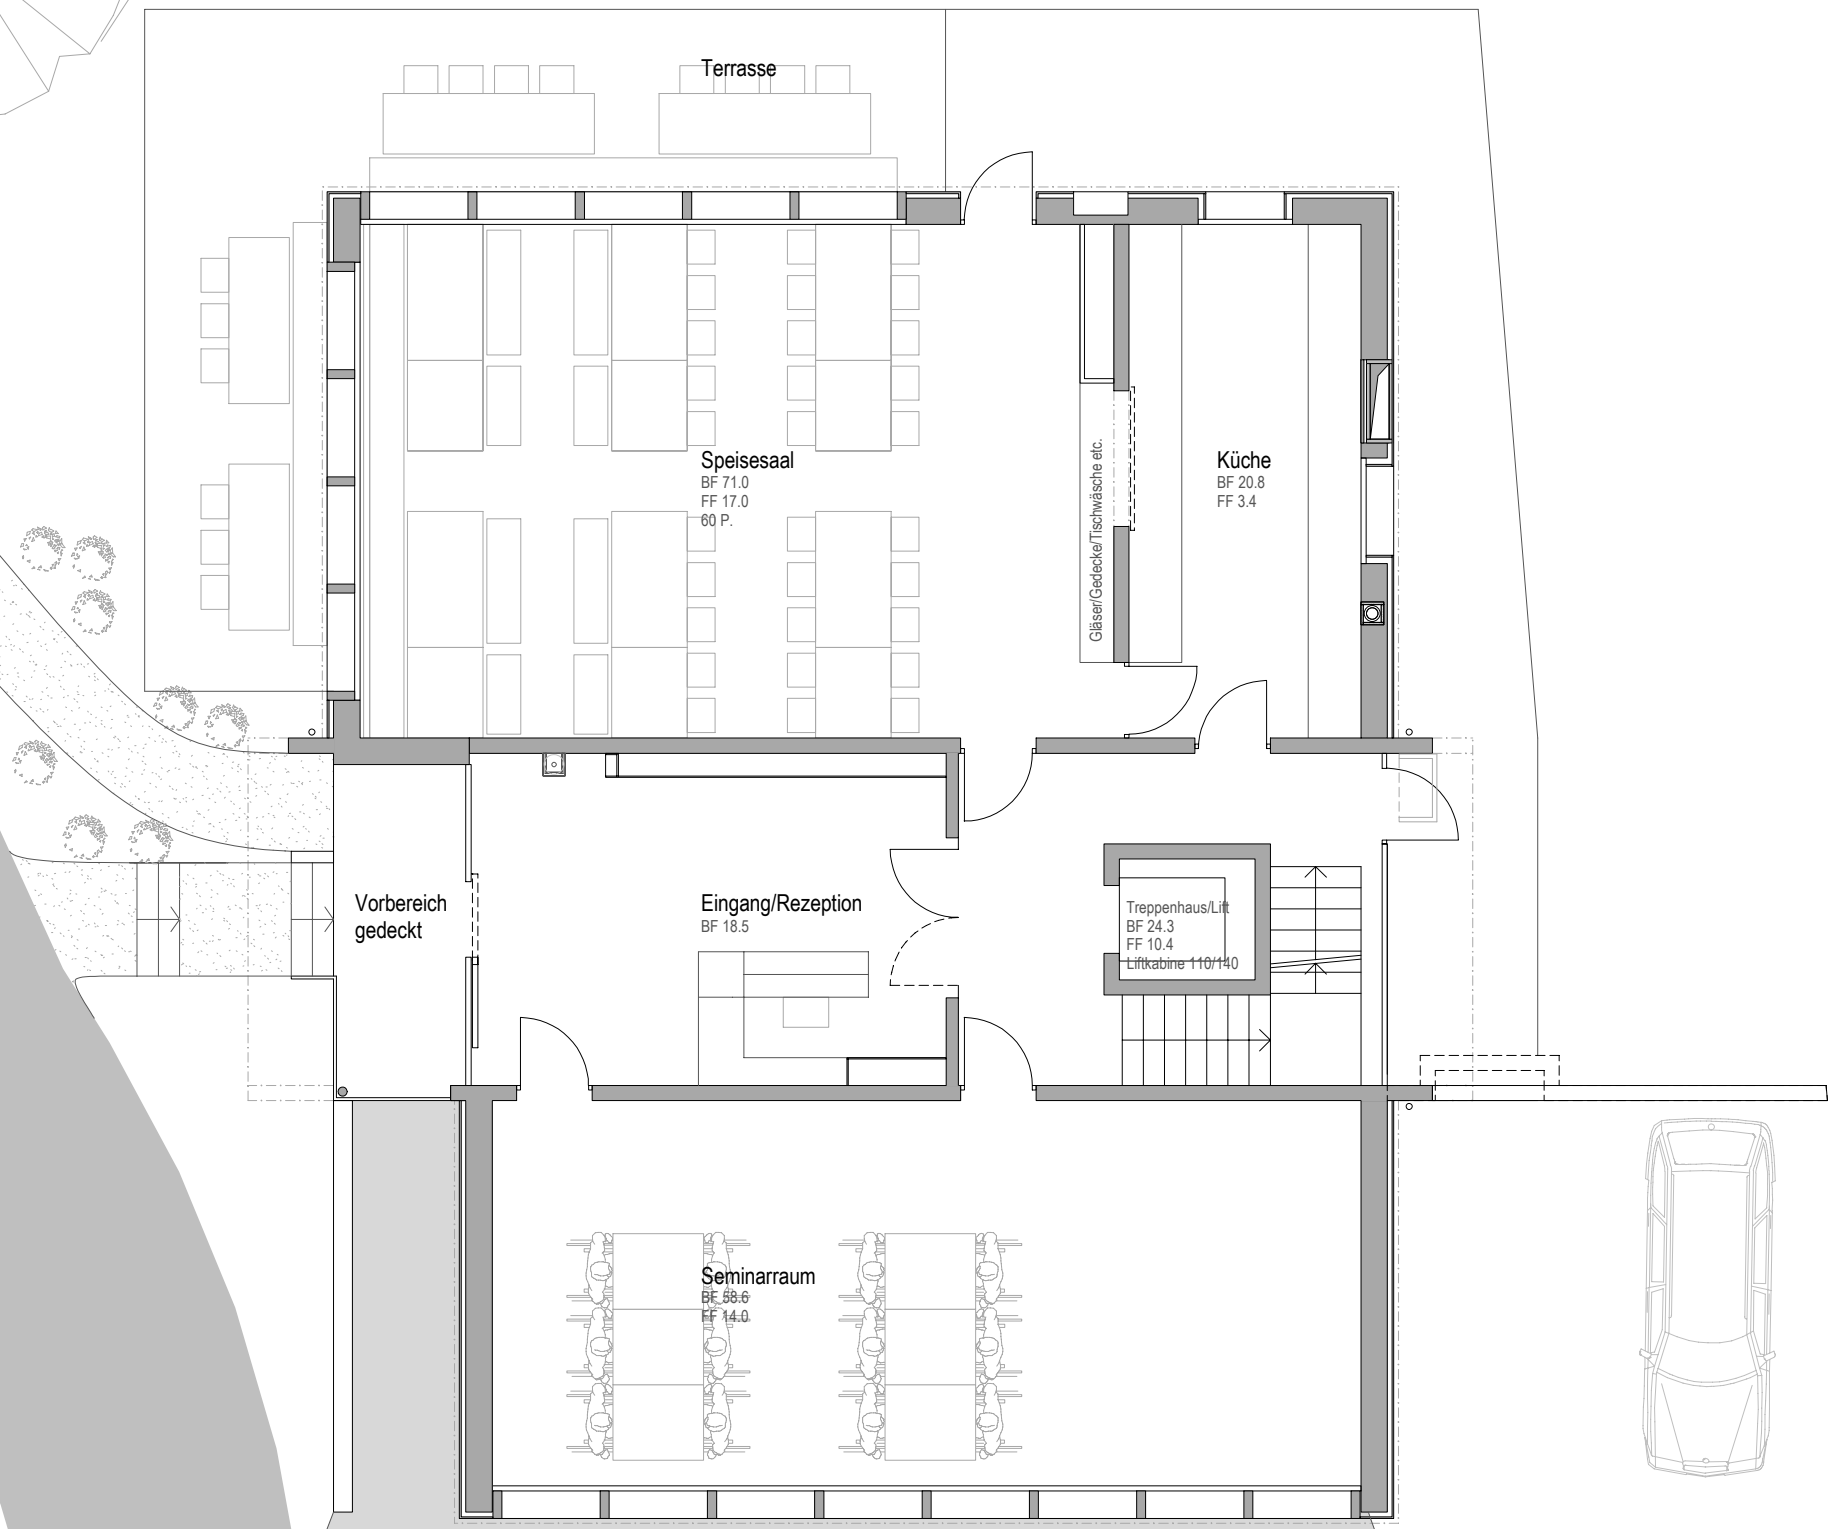 Terrasse
Speisesaal
BF 71.0
FF 17.0
60 P.
Gläser/Gedecke/Tischwäsche etc.
Küche
BF 20.8
FF 3.4
Vorbereich
gedeckt
Eingang/Rezeption
BF 18.5
Treppenhaus/Lift
BF 24.3
FF 10.4
Liftkabine 110/140
Seminarraum
BF 58.6
FF 14.0